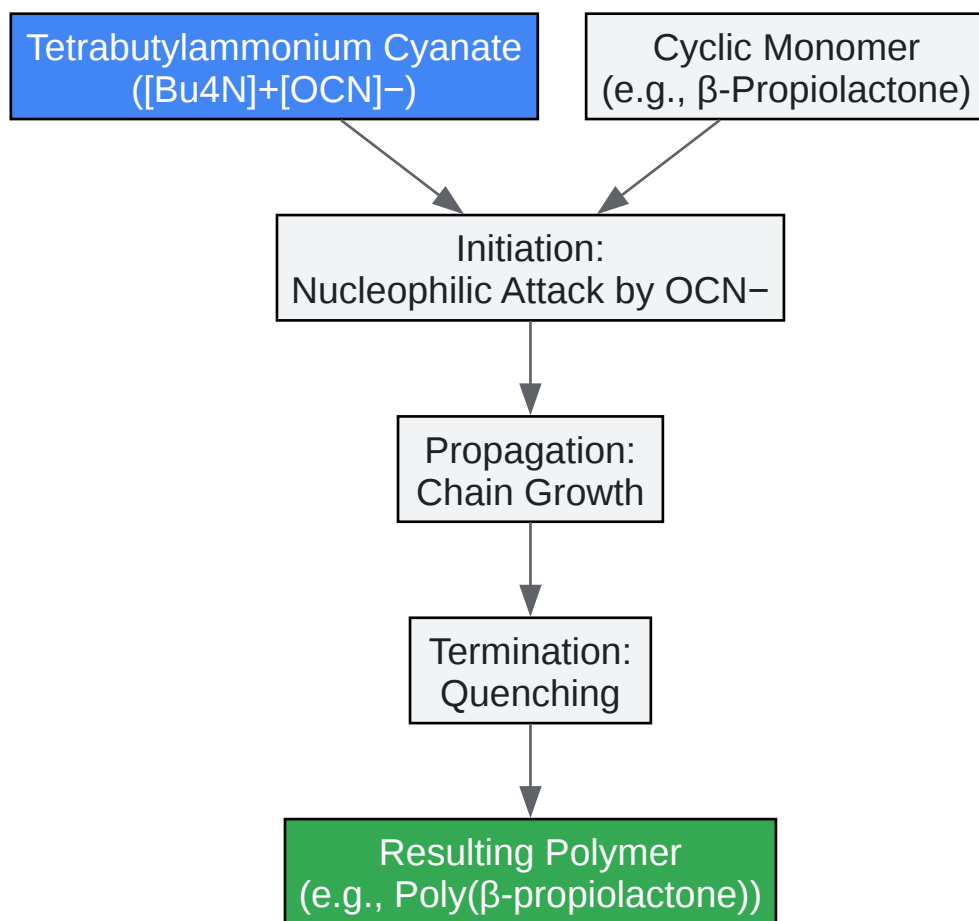 Tetrabutylammonium Cyanate
([Bu4N]+[OCN]−)
Cyclic Monomer
(e.g., β-Propiolactone)
Initiation:
Nucleophilic Attack by OCN−
Propagation:
Chain Growth
Termination:
Quenching
Resulting Polymer
(e.g., Poly(β-propiolactone))